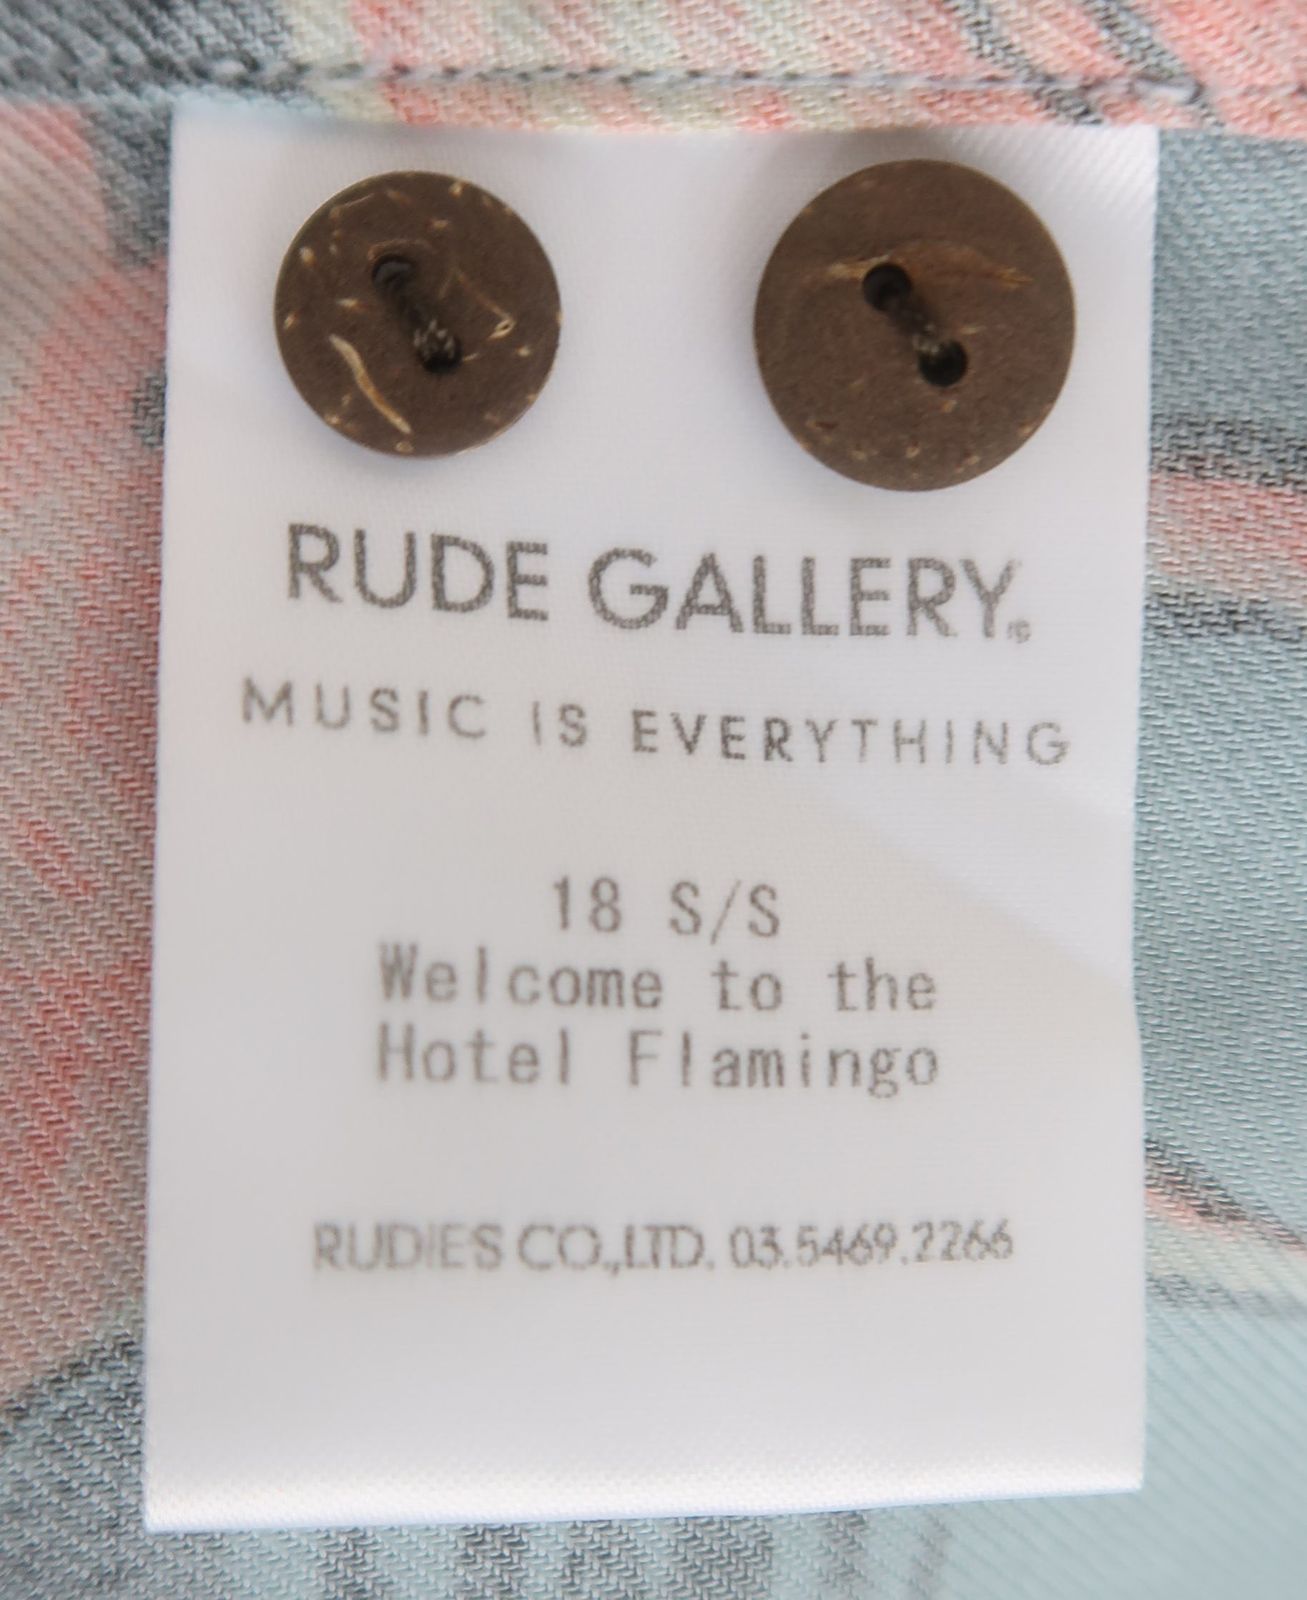 RUDE GALLERY.
MUSIC IS EVERYTHING
18 S/S
Welcome to the
Hotel Flamingo
RUDIES CO.,LTD. 03.5469.2266